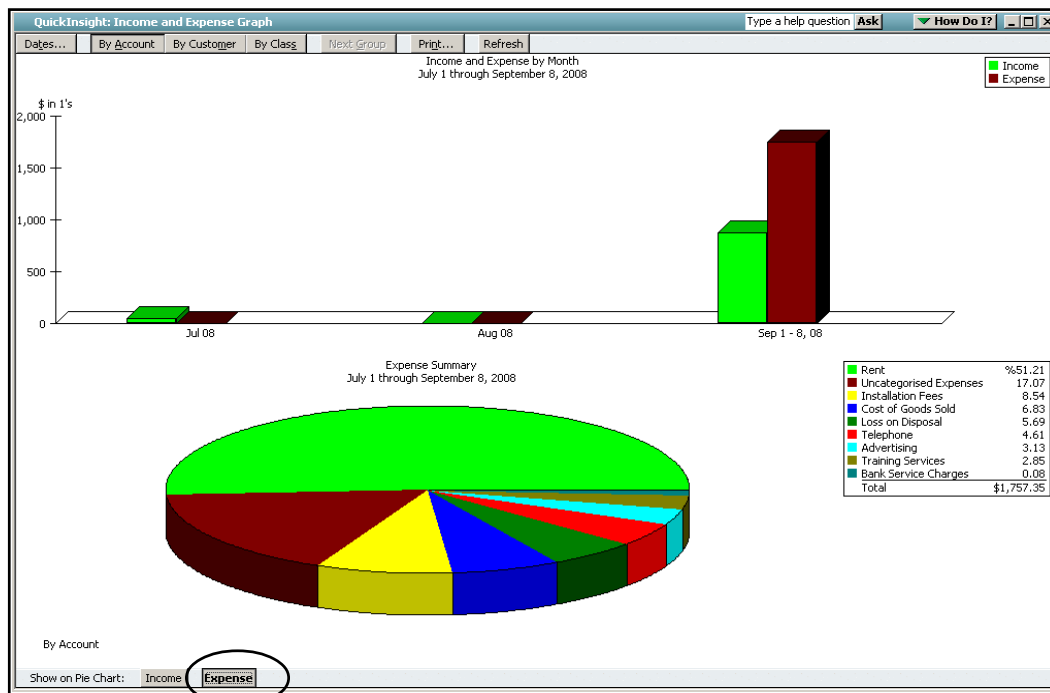 QuickInsight: Income and Expense Graph Type a help question Ask How Do I?
Dates... By Account By Customer By Class Next Group Print... Refresh
Income and Expense by Month
July 1 through September 8, 2008
Income
Expense
$ in 1's
2,000
1,500
1,000
500
0
Jul 08 Aug 08 Sep 1 - 8, 08
Expense Summary
July 1 through September 8, 2008
Rent %51.21
Uncategorised Expenses 17.07
Installation Fees 8.54
Cost of Goods Sold 6.83
Loss on Disposal 5.69
Telephone 4.61
Advertising 3.13
Training Services 2.85
Bank Service Charges 0.08
Total $1,757.35
By Account
Show on Pie Chart: Income Expense